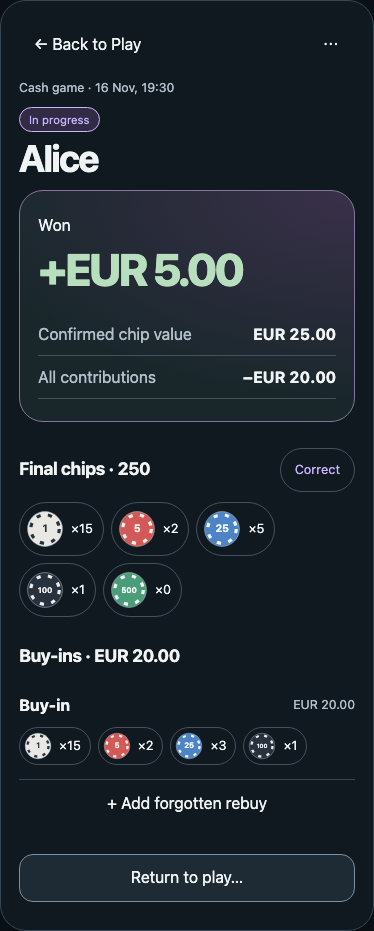 ← Back to Play ...
Cash game · 16 Nov, 19:30
In progress
Alice
Won
+EUR 5.00
Confirmed chip value EUR 25.00
All contributions −EUR 20.00
Final chips · 250 Correct
1 ×15 5 ×2 25 ×5
100 ×1 500 ×0
Buy-ins · EUR 20.00
Buy-in EUR 20.00
1 ×15 5 ×2 25 ×3 100 ×1
+ Add forgotten rebuy
Return to play...